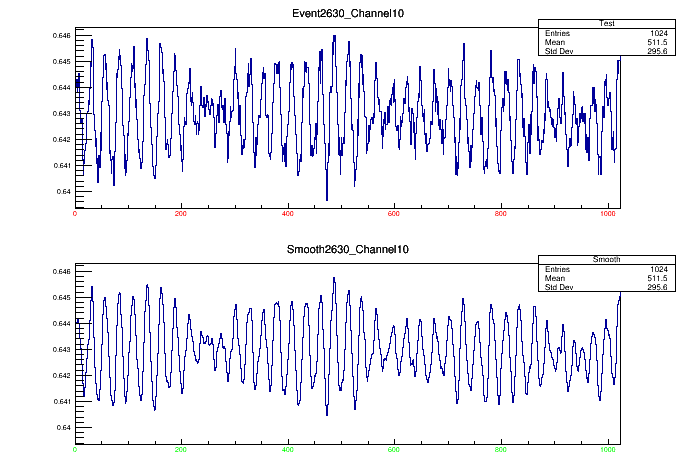 Event2630_Channel10
Test
Entries 1024
Mean 511.5
Std Dev 295.6
0.646
0.645
0.644
0.643
0.642
0.641
0.64
0 200 400 600 800 1000
Smooth2630_Channel10
Smooth
Entries 1024
Mean 511.5
Std Dev 295.6
0.646
0.645
0.644
0.643
0.642
0.641
0.64
0 200 400 600 800 1000